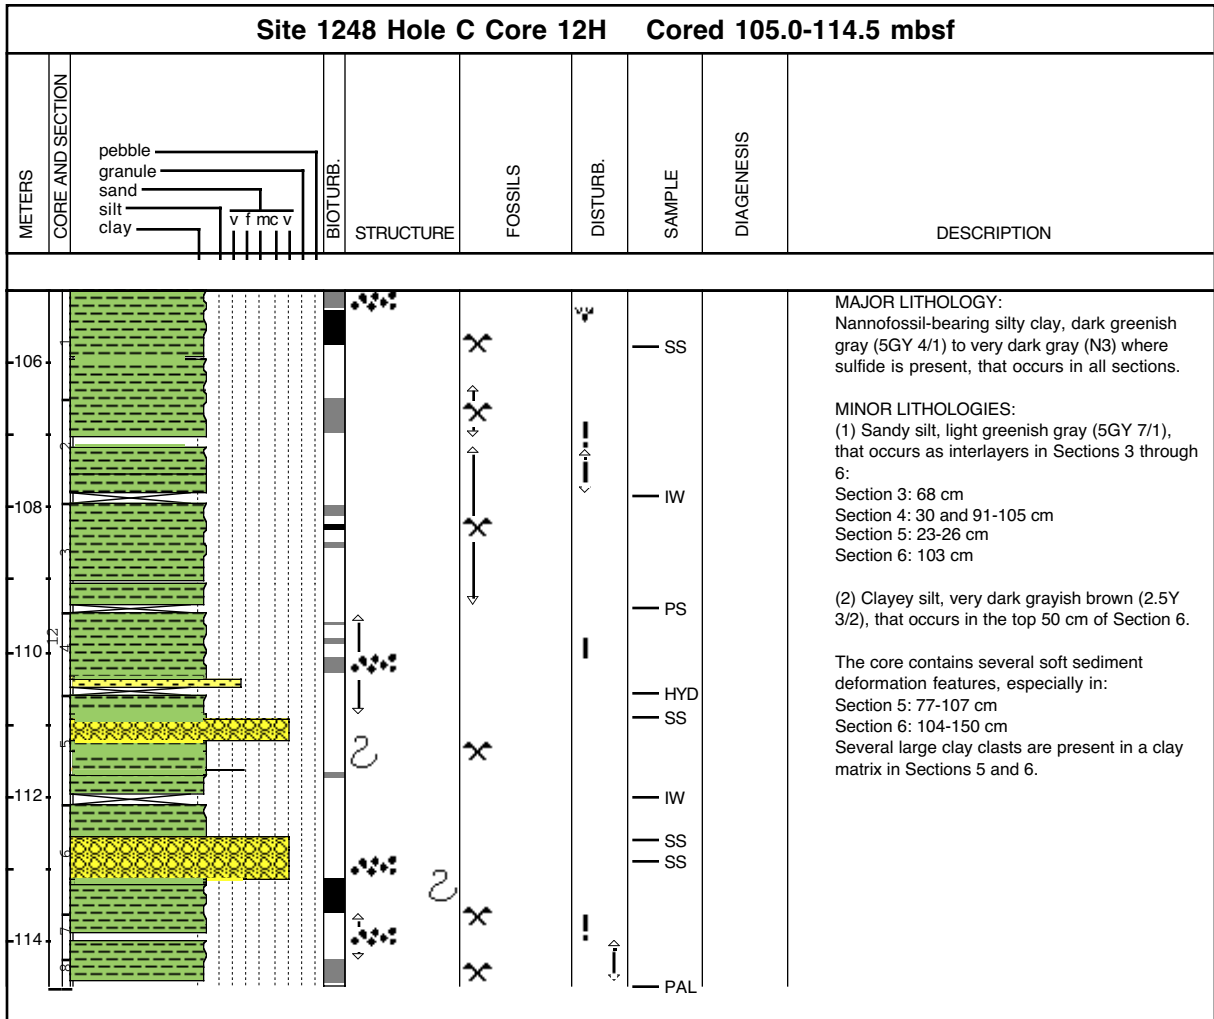 Site 1248 Hole C Core 12H Cored 105.0-114.5 mbsf
METERS
CORE AND SECTION
pebble
granule
sand
silt
v f mc v
clay
BIOTURB.
STRUCTURE
FOSSILS
DISTURB.
SAMPLE
DIAGENESIS
DESCRIPTION
-106
-108
-110
-112
-114
12
1
2
3
4
5
6
7
8
SS
IW
PS
HYD
SS
IW
SS
SS
PAL
MAJOR LITHOLOGY:
Nannofossil-bearing silty clay, dark greenish
gray (5GY 4/1) to very dark gray (N3) where
sulfide is present, that occurs in all sections.
MINOR LITHOLOGIES:
(1) Sandy silt, light greenish gray (5GY 7/1),
that occurs as interlayers in Sections 3 through
6:
Section 3: 68 cm
Section 4: 30 and 91-105 cm
Section 5: 23-26 cm
Section 6: 103 cm
(2) Clayey silt, very dark grayish brown (2.5Y
3/2), that occurs in the top 50 cm of Section 6.
The core contains several soft sediment
deformation features, especially in:
Section 5: 77-107 cm
Section 6: 104-150 cm
Several large clay clasts are present in a clay
matrix in Sections 5 and 6.